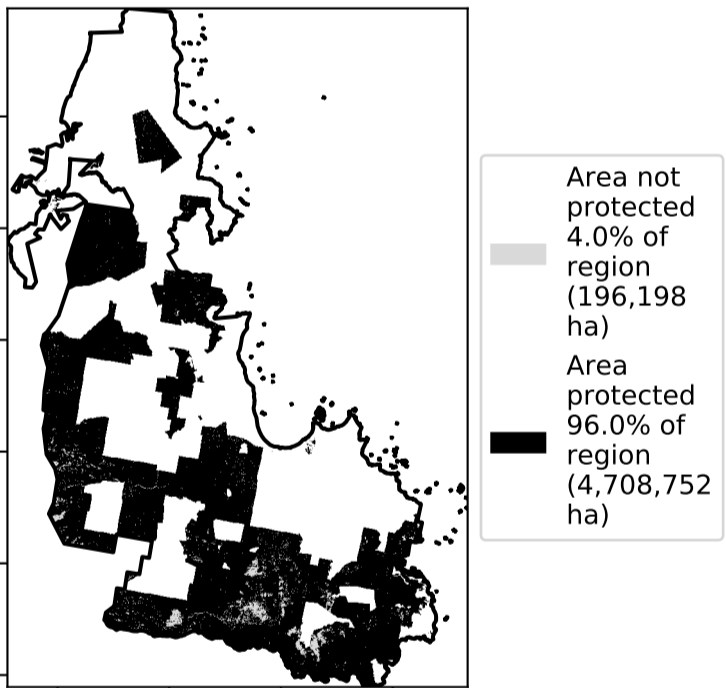 Area not
protected
4.0% of
region
(196,198
ha)
Area
protected
96.0% of
region
(4,708,752
ha)